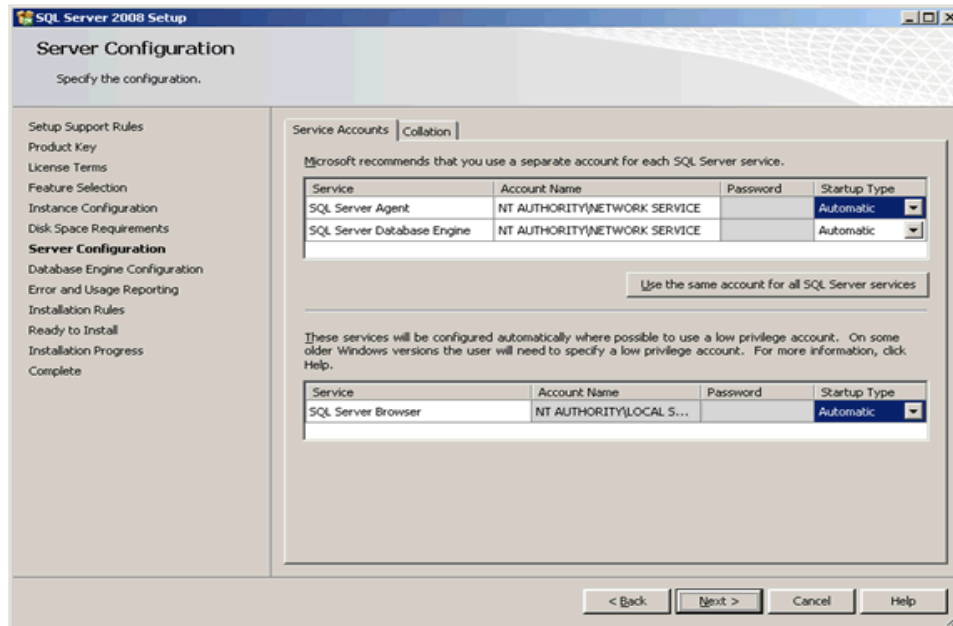 SQL Server 2008 Setup
Server Configuration
Specify the configuration.
Setup Support Rules
Product Key
License Terms
Feature Selection
Instance Configuration
Disk Space Requirements
Server Configuration
Database Engine Configuration
Error and Usage Reporting
Installation Rules
Ready to Install
Installation Progress
Complete
Service Accounts Collation
Microsoft recommends that you use a separate account for each SQL Server service.
Service Account Name Password Startup Type
SQL Server Agent NT AUTHORITY\NETWORK SERVICE Automatic
SQL Server Database Engine NT AUTHORITY\NETWORK SERVICE Automatic
Use the same account for all SQL Server services
These services will be configured automatically where possible to use a low privilege account. On some
older Windows versions the user will need to specify a low privilege account. For more information, click
Help.
Service Account Name Password Startup Type
SQL Server Browser NT AUTHORITY\LOCAL S... Automatic
< Back Next > Cancel Help